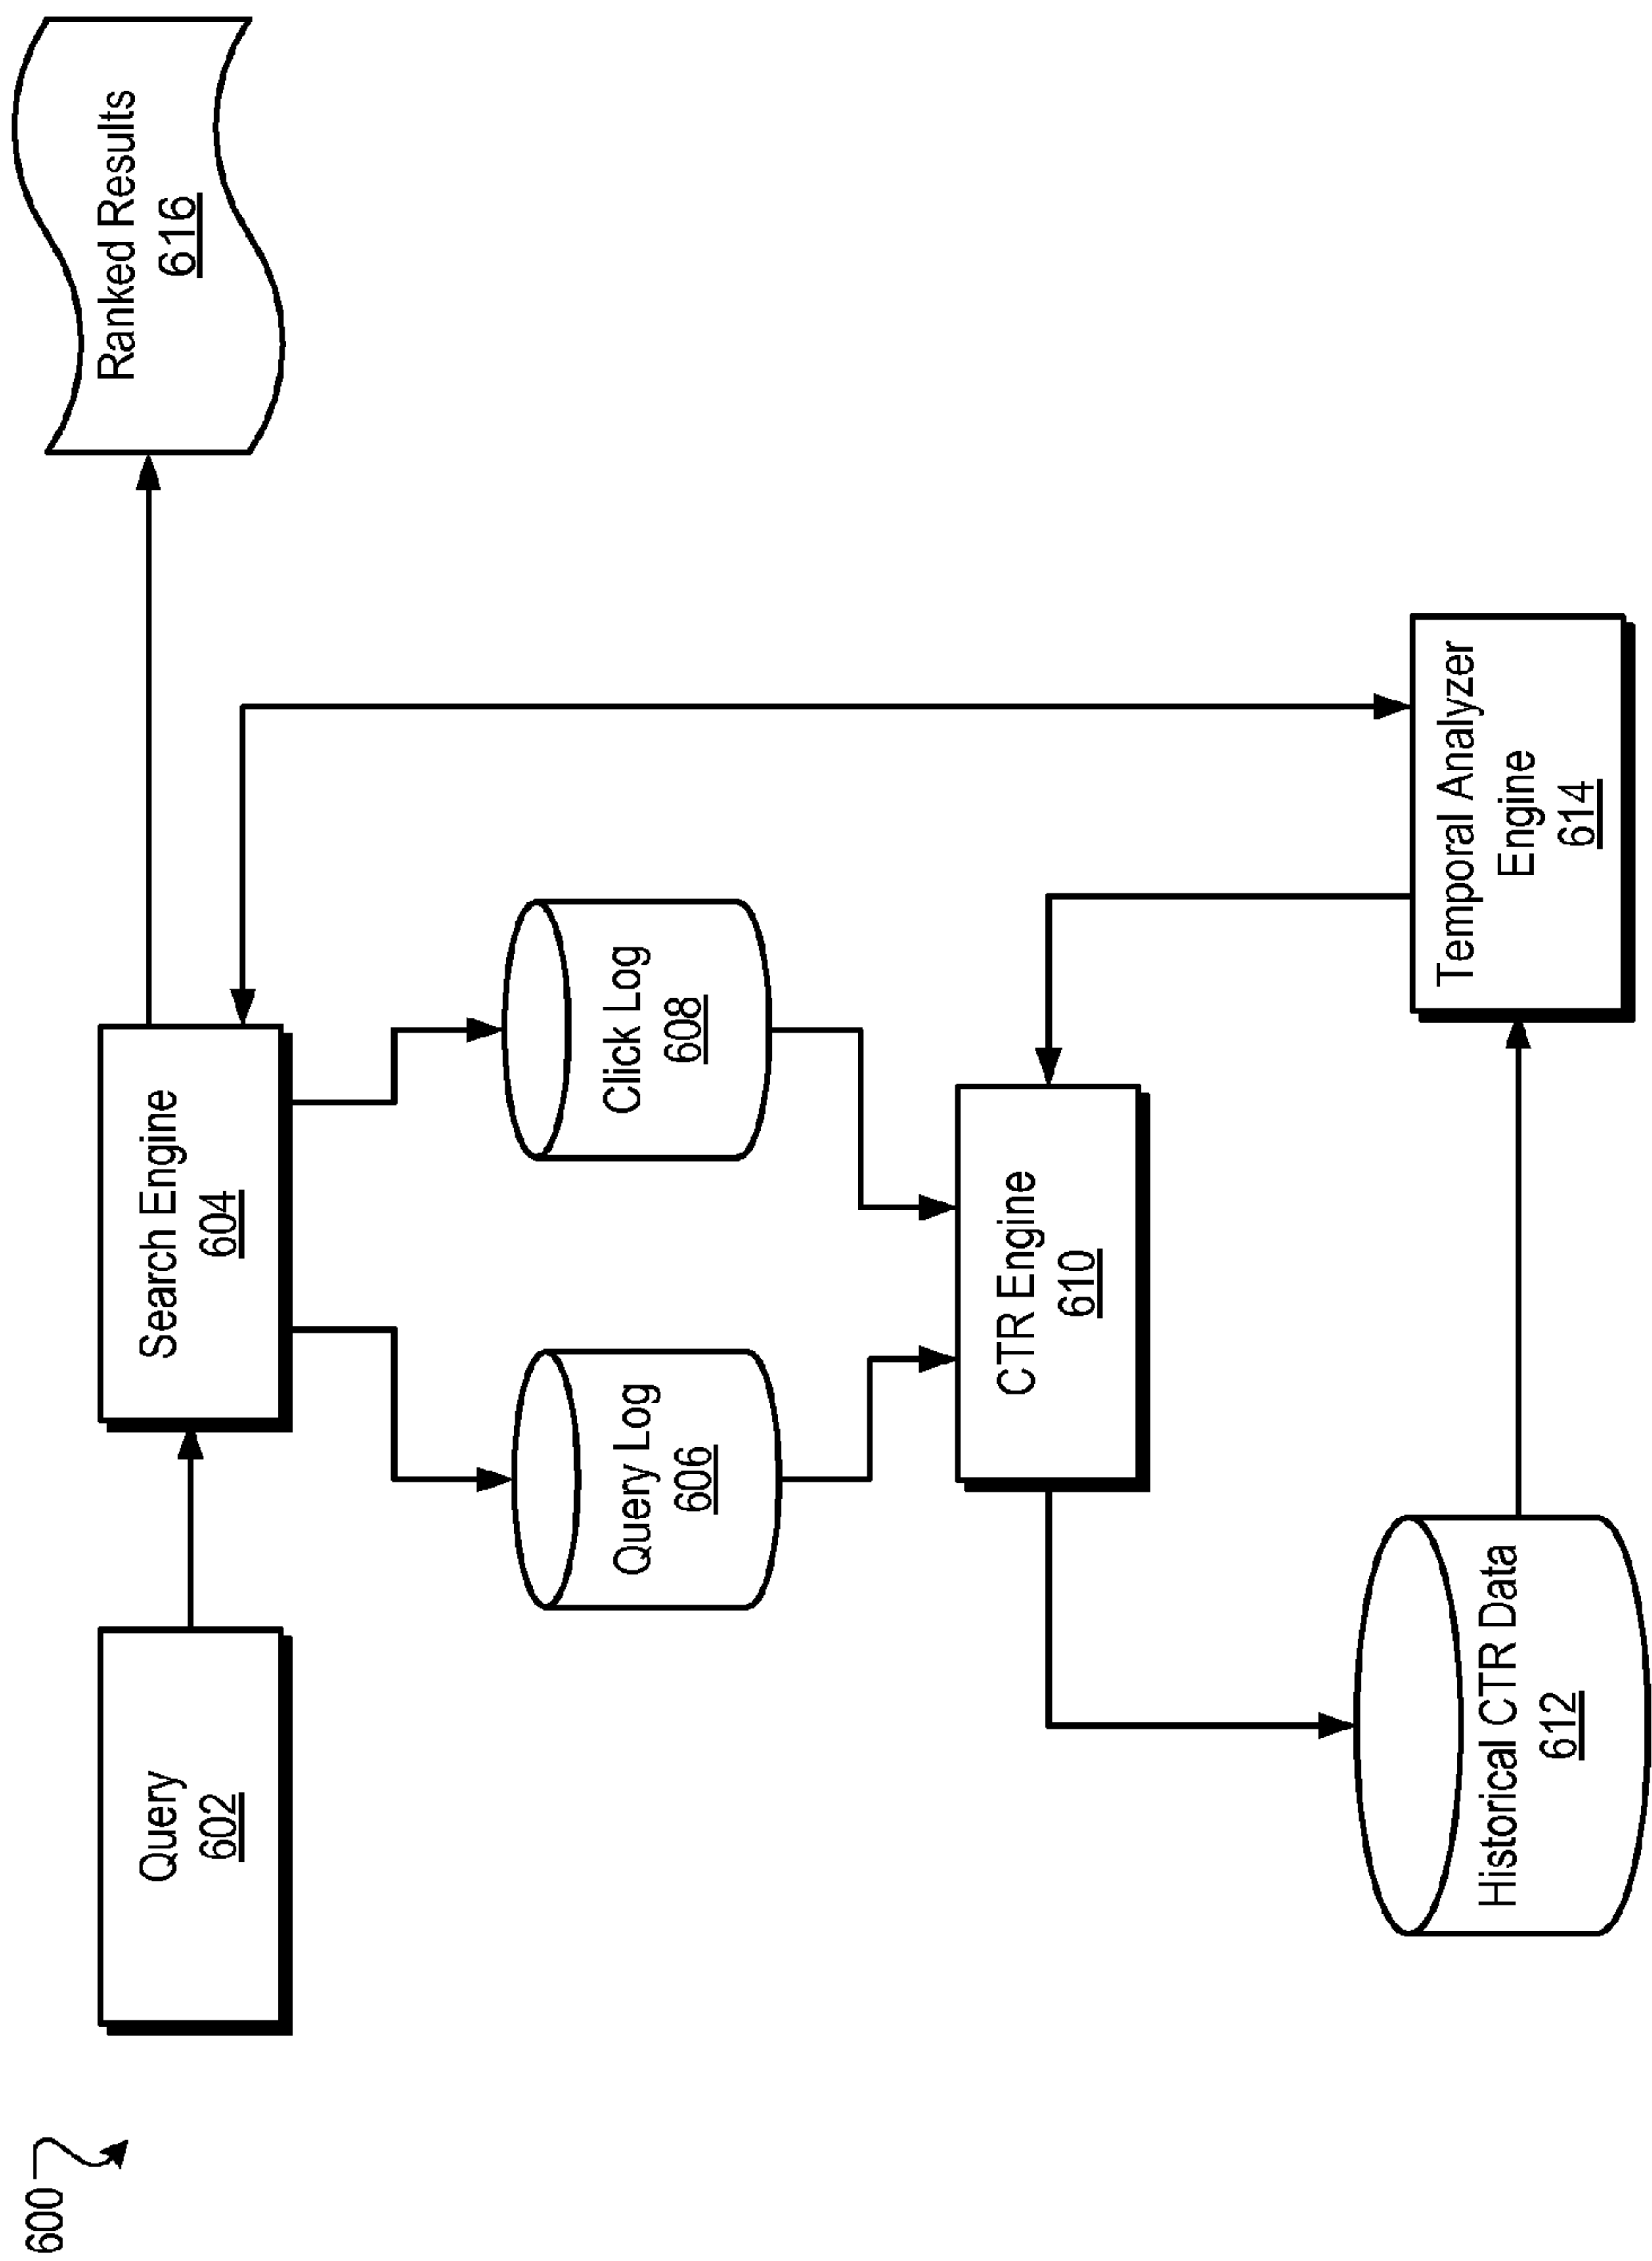 600
Query
602
Search Engine
604
Ranked Results
616
Query Log
606
Click Log
608
CTR Engine
610
Historical CTR Data
612
Temporal Analyzer
Engine
614